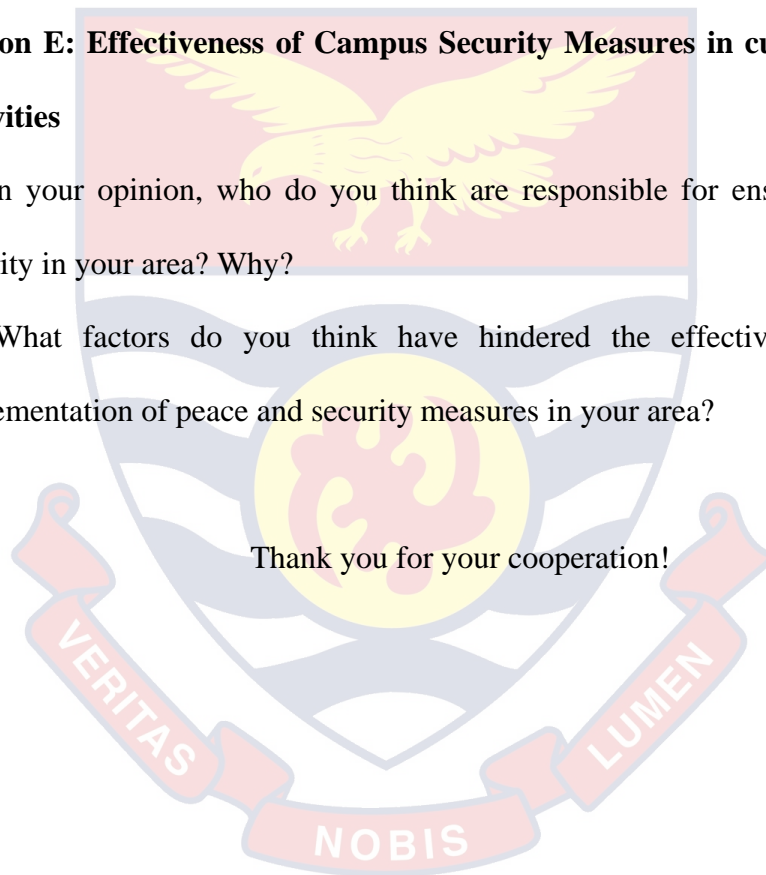 on E: Effectiveness of Campus Security Measures in cu
vities
n your opinion, who do you think are responsible for ens
ity in your area? Why?
What factors do you think have hindered the effectiv
ementation of peace and security measures in your area?
Thank you for your cooperation!
VERITAS
NOBIS
LUMEN